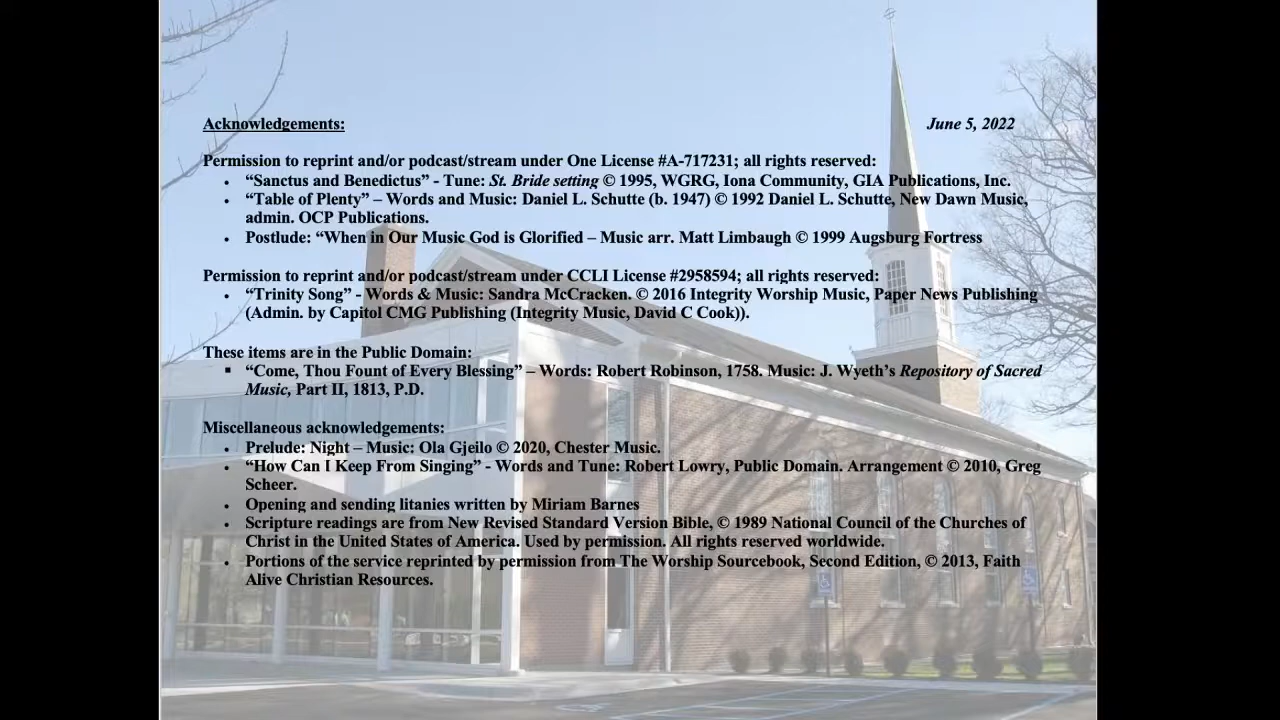 Acknowledgements: June 5, 2022
Permission to reprint and/or podcast/stream under One License #A-717231; all rights reserved:
• “Sanctus and Benedictus” - Tune: St. Bride setting © 1995, WGRG, Iona Community, GIA Publications, Inc.
• “Table of Plenty” – Words and Music: Daniel L. Schutte (b. 1947) © 1992 Daniel L. Schutte, New Dawn Music,
admin. OCP Publications.
• Postlude: “When in Our Music God is Glorified – Music arr. Matt Limbaugh © 1999 Augsburg Fortress
Permission to reprint and/or podcast/stream under CCLI License #2958594; all rights reserved:
• “Trinity Song” - Words & Music: Sandra McCracken. © 2016 Integrity Worship Music, Paper News Publishing
(Admin. by Capitol CMG Publishing (Integrity Music, David C Cook)).
These items are in the Public Domain:
▪ “Come, Thou Fount of Every Blessing” – Words: Robert Robinson, 1758. Music: J. Wyeth’s Repository of Sacred
Music, Part II, 1813, P.D.
Miscellaneous acknowledgements:
• Prelude: Night – Music: Ola Gjeilo © 2020, Chester Music.
• “How Can I Keep From Singing” - Words and Tune: Robert Lowry, Public Domain. Arrangement © 2010, Greg
Scheer.
• Opening and sending litanies written by Miriam Barnes
• Scripture readings are from New Revised Standard Version Bible, © 1989 National Council of the Churches of
Christ in the United States of America. Used by permission. All rights reserved worldwide.
• Portions of the service reprinted by permission from The Worship Sourcebook, Second Edition, © 2013, Faith
Alive Christian Resources.